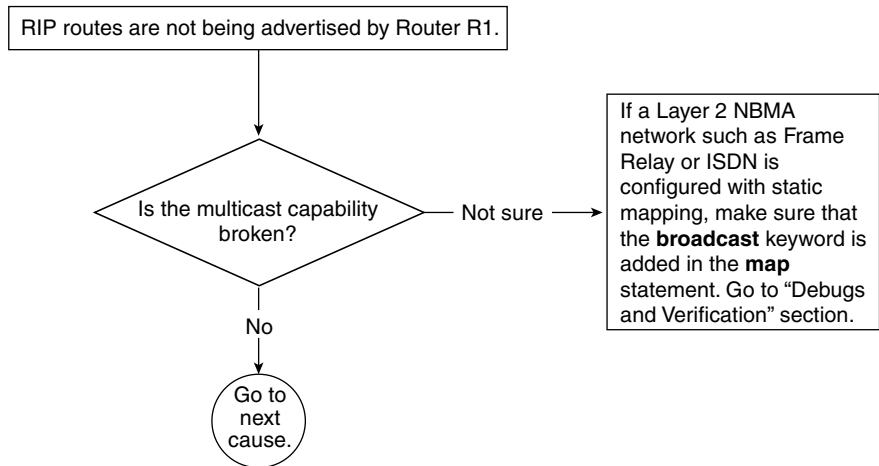 RIP routes are not being advertised by Router R1.
Is the multicast capability
broken?
Not sure
If a Layer 2 NBMA
network such as Frame
Relay or ISDN is
configured with static
mapping, make sure that
the broadcast keyword is
added in the map
statement. Go to “Debugs
and Verification” section.
No
Go to
next
cause.